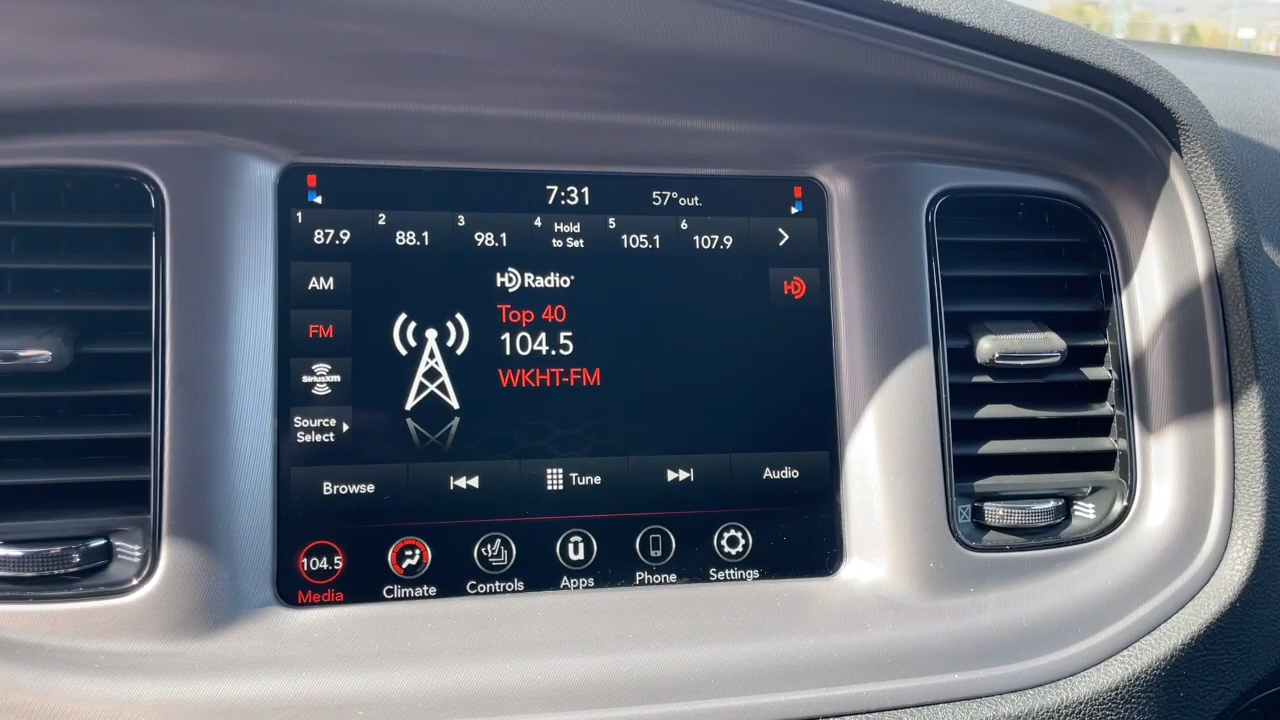 7:31 57°out.
1 87.9 2 88.1 3 98.1 4 Hold to Set 5 105.1 6 107.9
AM
HD Radio
HD
Top 40
FM
104.5
WKHT-FM
SiriusXM
Source
Select
Browse Tune Audio
104.5
Media Climate Controls Apps Phone Settings